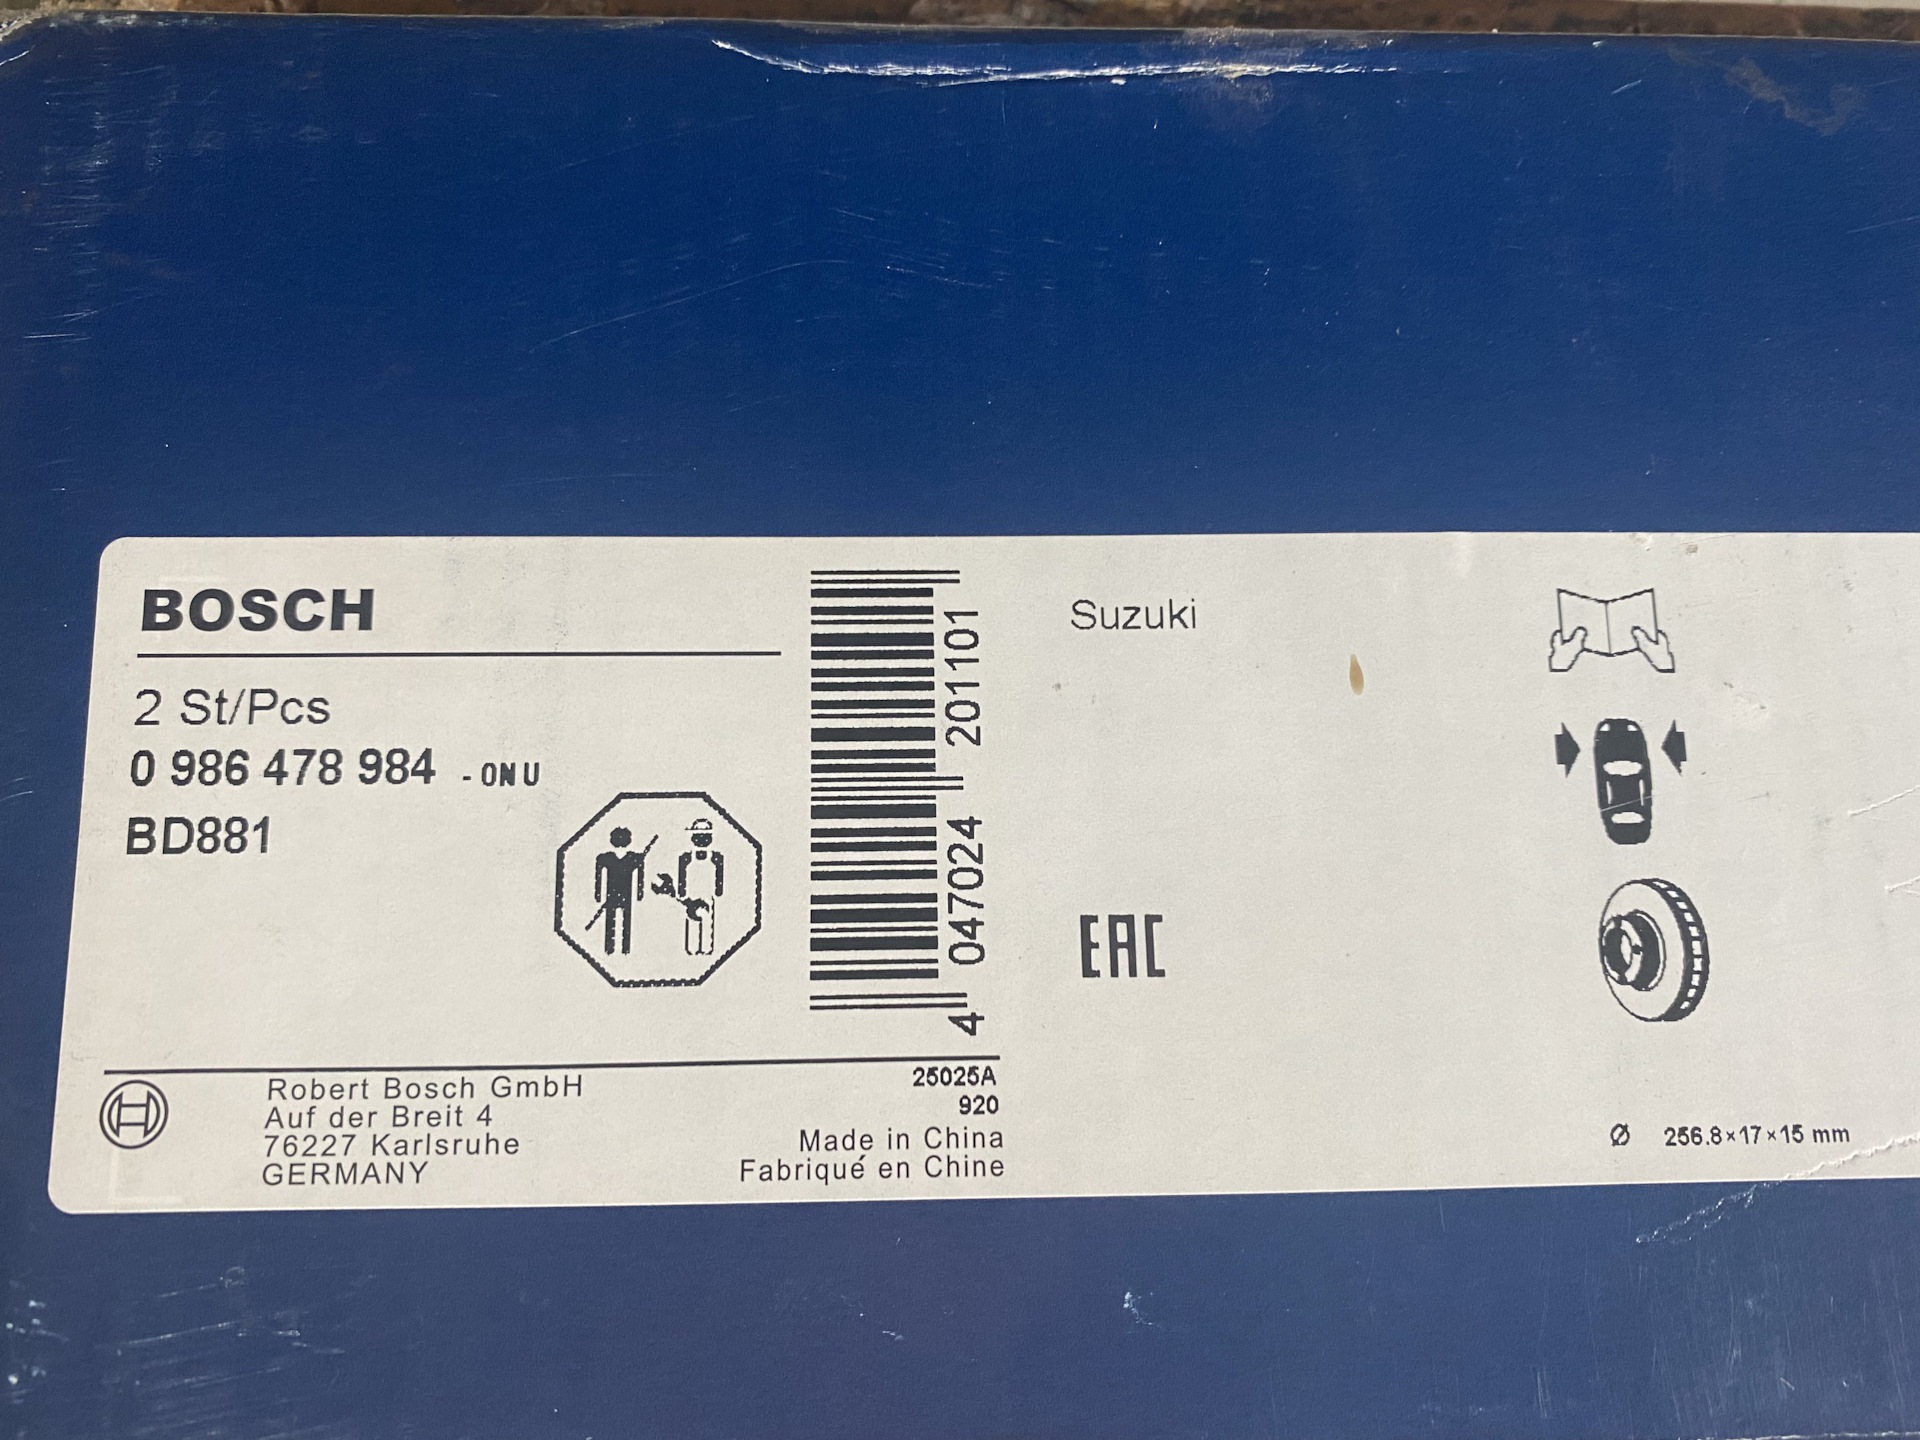 BOSCH
2 St/Pcs
0 986 478 984 - 0NU
BD881
4 047024 201101
Suzuki
EAC
Robert Bosch GmbH
Auf der Breit 4
76227 Karlsruhe
GERMANY
25025A
920
Made in China
Fabriqué en Chine
Ø 256.8×17×15 mm